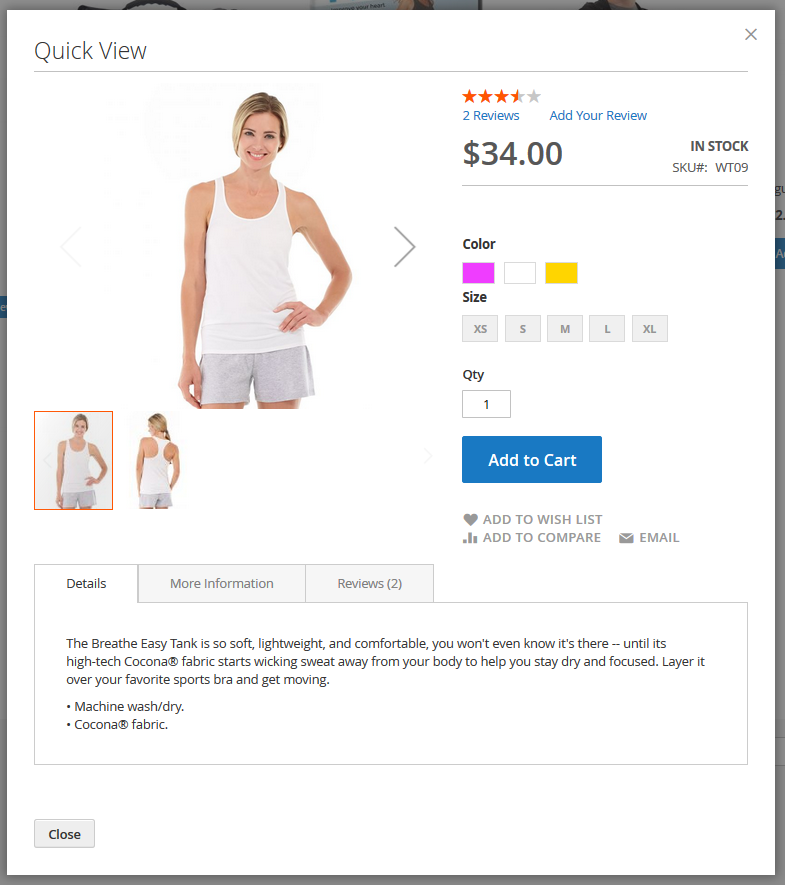 Quick View
2 Reviews Add Your Review
$34.00
IN STOCK
SKU#: WT09
Color
Size
XS S M L XL
Qty
1
Add to Cart
ADD TO WISH LIST
ADD TO COMPARE EMAIL
Details More Information Reviews (2)
The Breathe Easy Tank is so soft, lightweight, and comfortable, you won't even know it's there -- until its
high-tech Cocona® fabric starts wicking sweat away from your body to help you stay dry and focused. Layer it
over your favorite sports bra and get moving.
• Machine wash/dry.
• Cocona® fabric.
Close